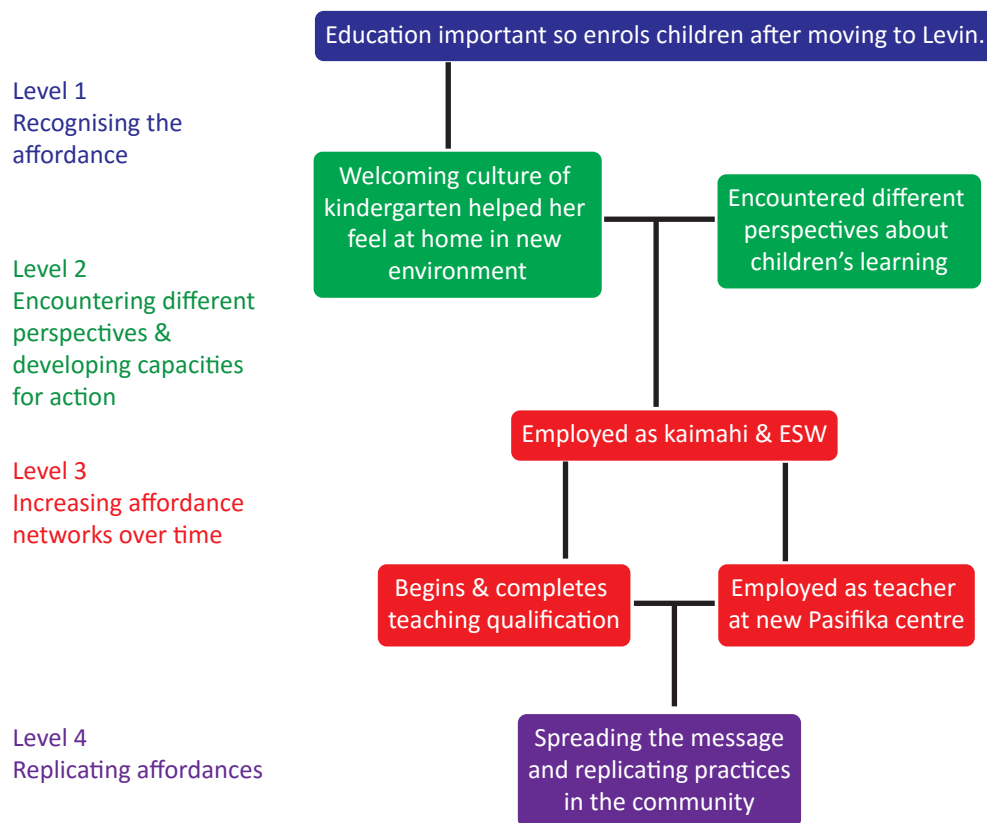 Education important so enrols children after moving to Levin.
Level 1
Recognising the
affordance
Welcoming culture of
kindergarten helped her
feel at home in new
environment
Encountered different
perspectives about
children’s learning
Level 2
Encountering different
perspectives &
developing capacities
for action
Employed as kaimahi & ESW
Level 3
Increasing affordance
networks over time
Begins & completes
teaching qualification
Employed as teacher
at new Pasifika centre
Level 4
Replicating affordances
Spreading the message
and replicating practices
in the community